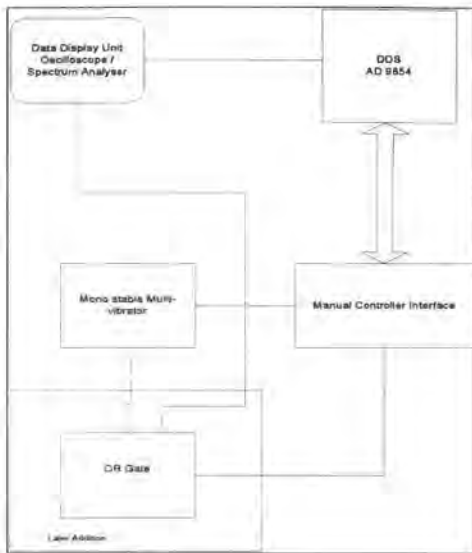 Data Display Unit
Oscilloscope /
Spectrum Analyser
DDS
AD 9854
Mono stable Multi-
vibrator
Manual Controller Interface
OR Gate
Later Addition